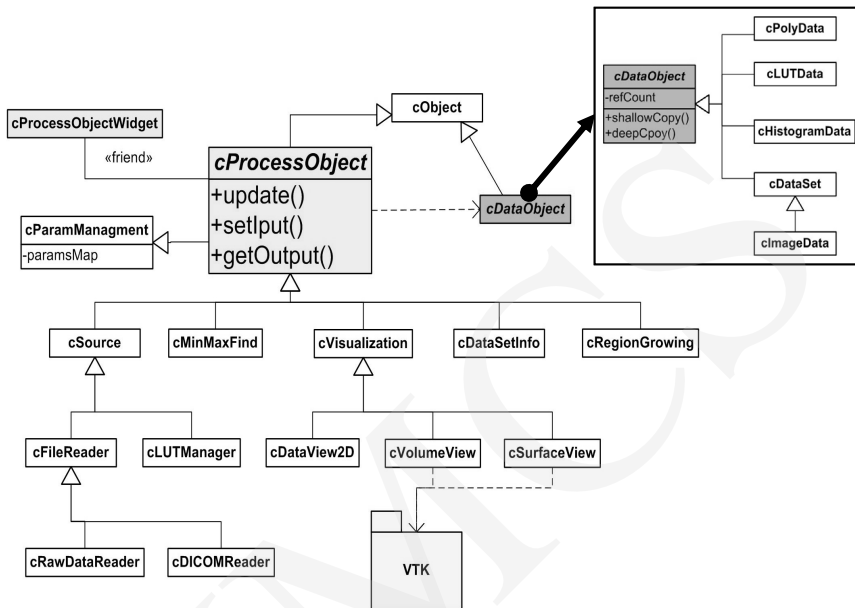 cPolyData
cDataObject
-refCount
+shallowCopy()
+deepCpoy()
cLUTData
cHistogramData
cDataSet
cImageData
cObject
cProcessObjectWidget
«friend»
cProcessObject
+update()
+setIput()
+getOutput()
cDataObject
cParamManagment
-paramsMap
cSource
cMinMaxFind
cVisualization
cDataSetInfo
cRegionGrowing
cFileReader
cLUTManager
cDataView2D
cVolumeView
cSurfaceView
cRawDataReader
cDICOMReader
VTK
MCS